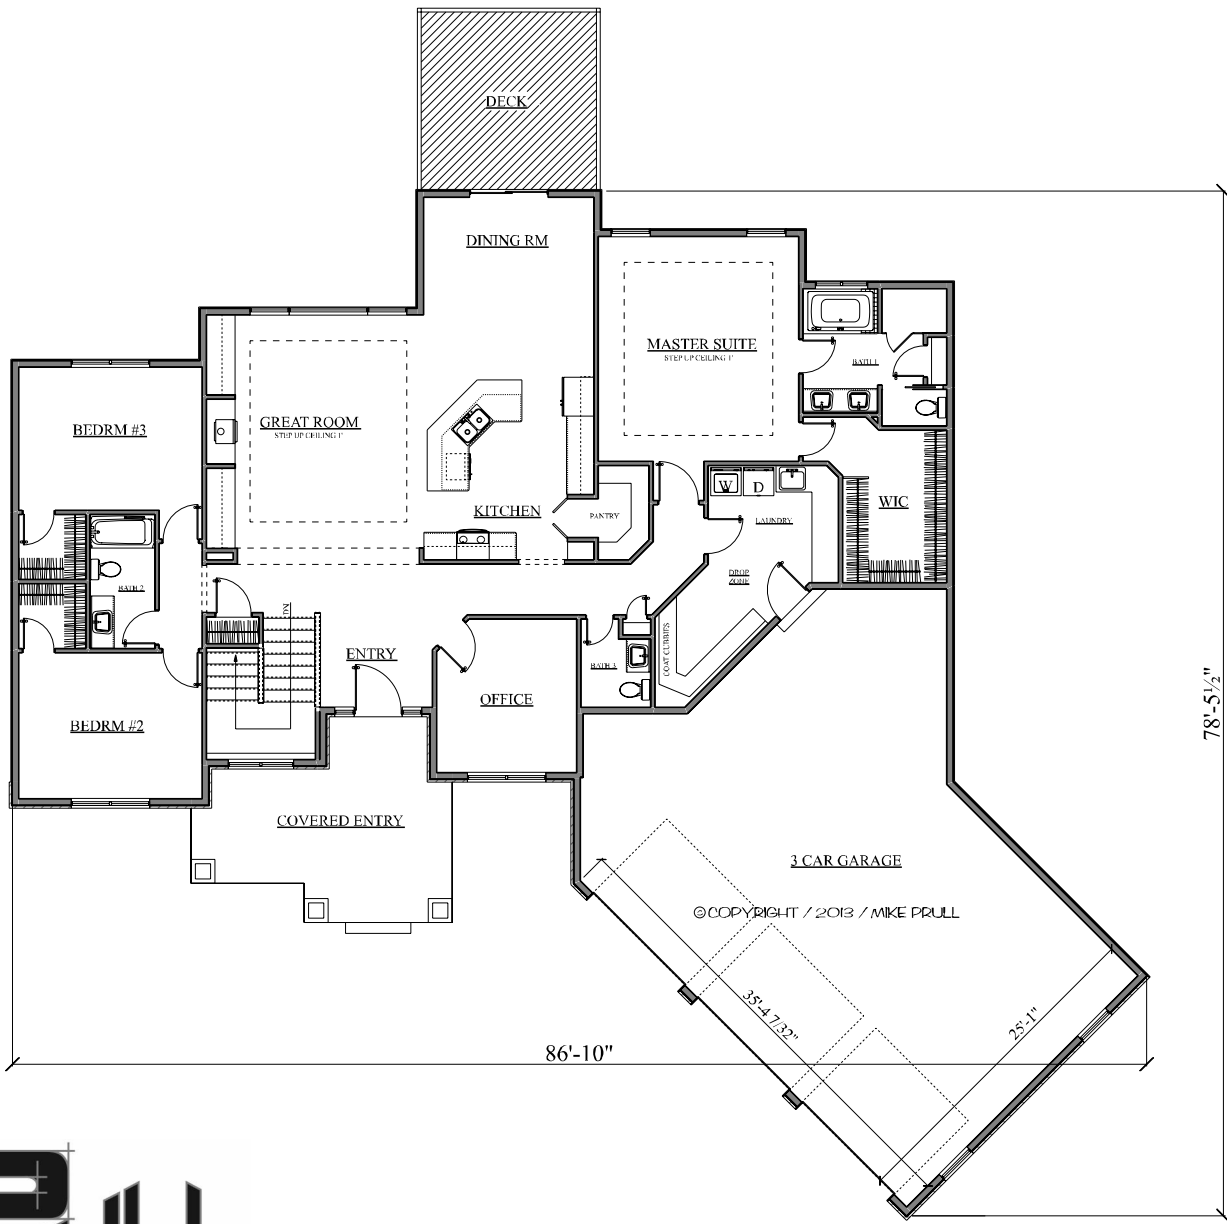 DECK
DINING RM
MASTER SUITE
STEP UP CEILING 1'
BATH 1
GREAT ROOM
STEP UP CEILING 1'
BEDRM #3
KITCHEN
PANTRY
W
D
LAUNDRY
WIC
DROP
ZONE
BATH 2
DN
COAT CUBBIES
ENTRY
BATH 3
OFFICE
BEDRM #2
COVERED ENTRY
3 CAR GARAGE
©COPYRIGHT / 2013 / MIKE PRULL
78'-5½"
35'-4 7/32"
25'-1"
86'-10"